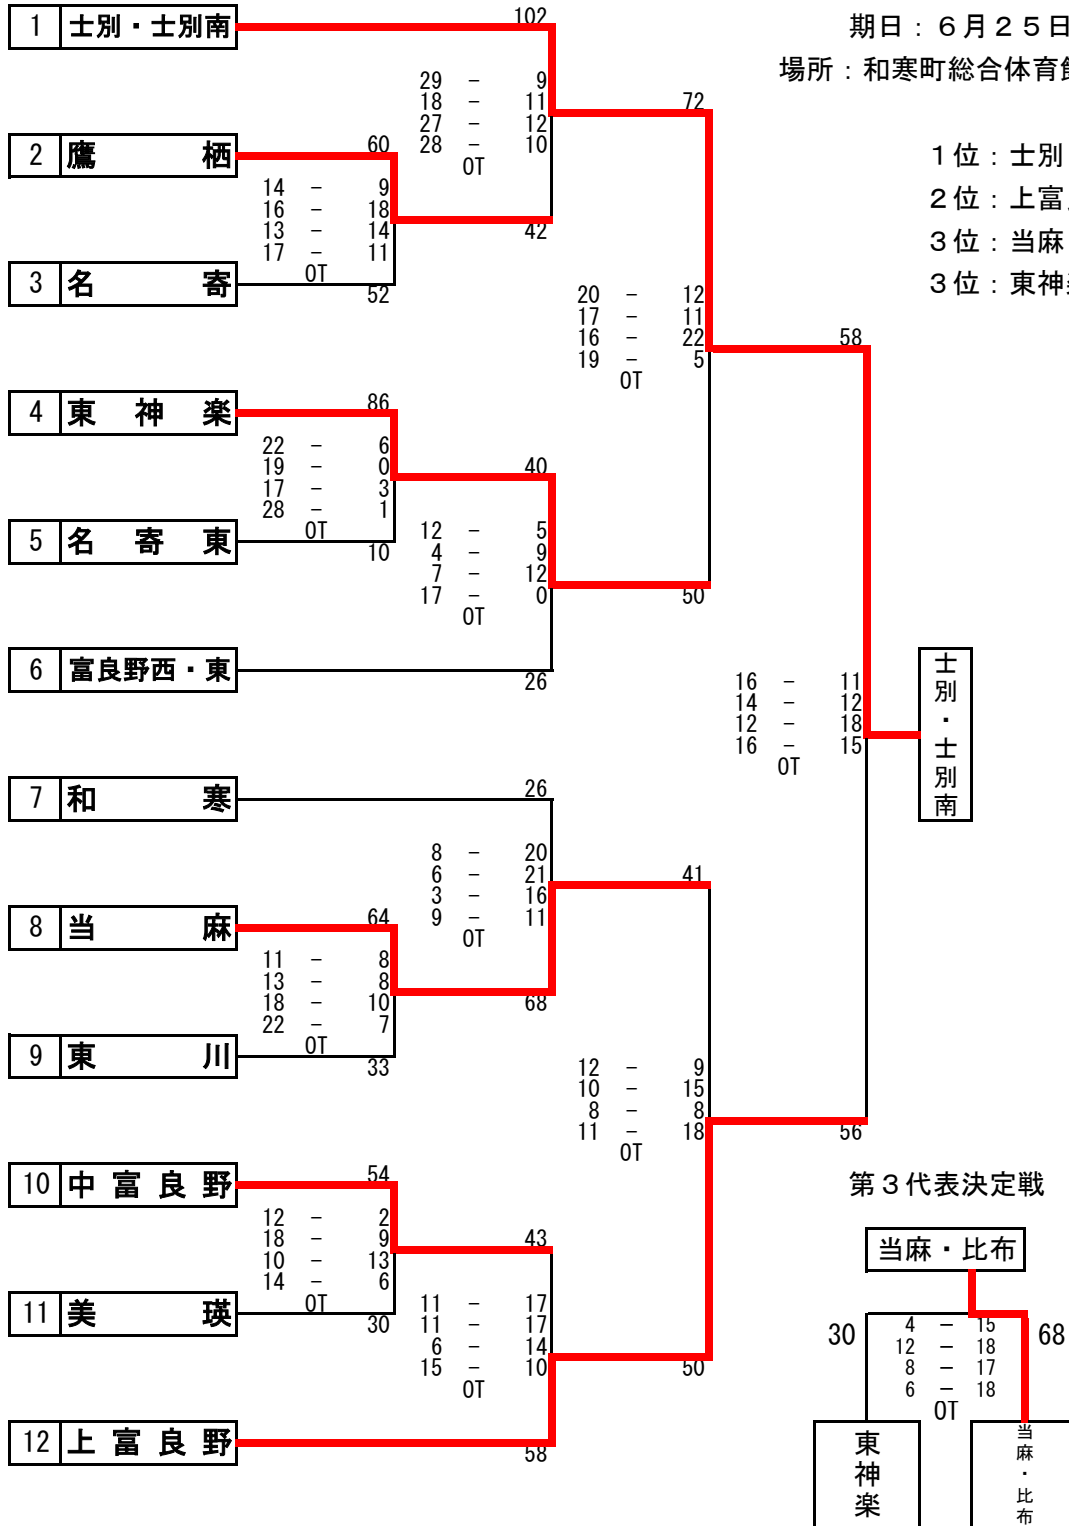 期日：６月２５日
場所：和寒町総合体育館
１位：士別
２位：上富
３位：当麻
３位：東神楽
1 士別・士別南
102
29 － 9
18 － 11
27 － 12
28 － 10
OT
72
2 鷹栖
60
14 － 9
16 － 18
13 － 14
17 － 11
OT
42
3 名寄
52
20 － 12
17 － 11
16 － 22
19 － 5
OT
58
4 東神楽
86
22 － 6
19 － 0
17 － 3
28 － 1
OT
40
5 名寄東
10
12 － 5
4 － 9
7 － 12
17 － 0
OT
50
6 富良野西・東
26
16 － 11
14 － 12
12 － 18
16 － 15
OT
士別・士別南
7 和寒
26
8 － 20
6 － 21
3 － 16
9 － 11
OT
41
8 当麻
64
11 － 8
13 － 8
18 － 10
22 － 7
OT
68
9 東川
33
12 － 9
10 － 15
8 － 8
11 － 18
OT
56
10 中富良野
54
12 － 2
18 － 9
10 － 13
14 － 6
OT
43
11 美瑛
30
11 － 17
11 － 17
6 － 14
15 － 10
OT
50
12 上富良野
58
第３代表決定戦
当麻・比布
30
4 － 15
12 － 18
8 － 17
6 － 18
OT
68
東神楽
当麻・比布